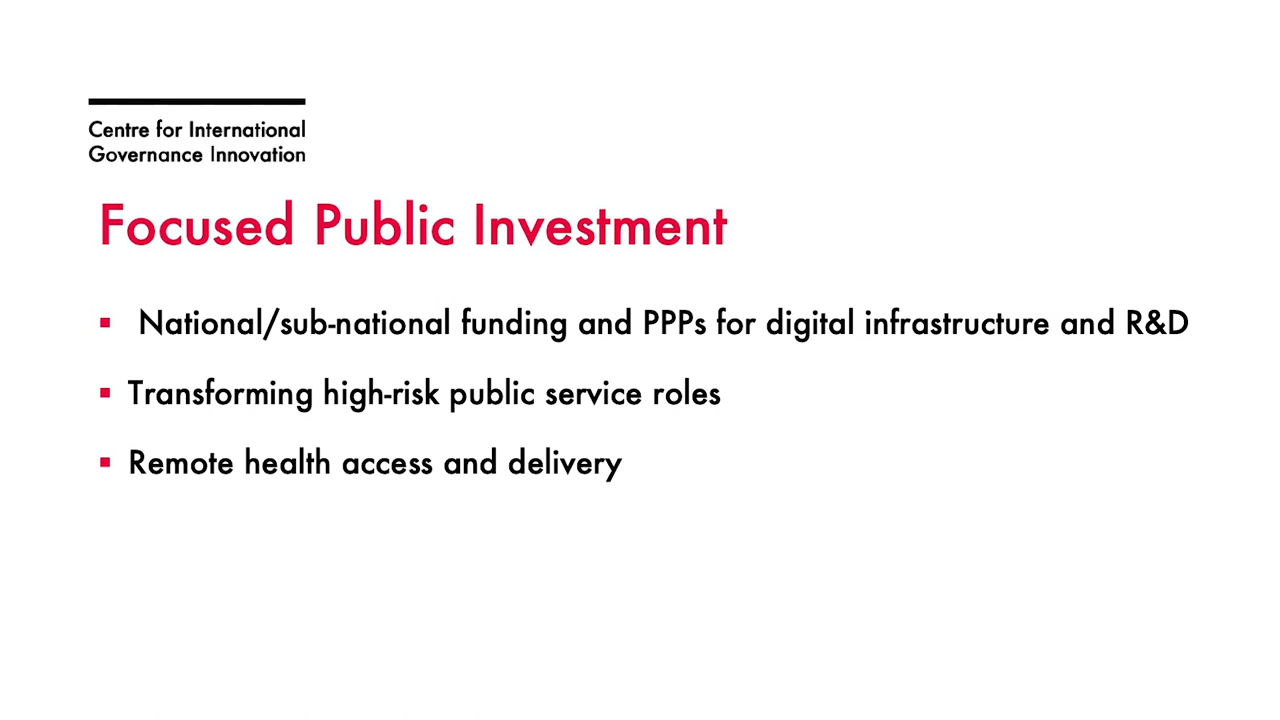 Centre for International
Governance Innovation
Focused Public Investment
▪ National/sub-national funding and PPPs for digital infrastructure and R&D
▪ Transforming high-risk public service roles
▪ Remote health access and delivery